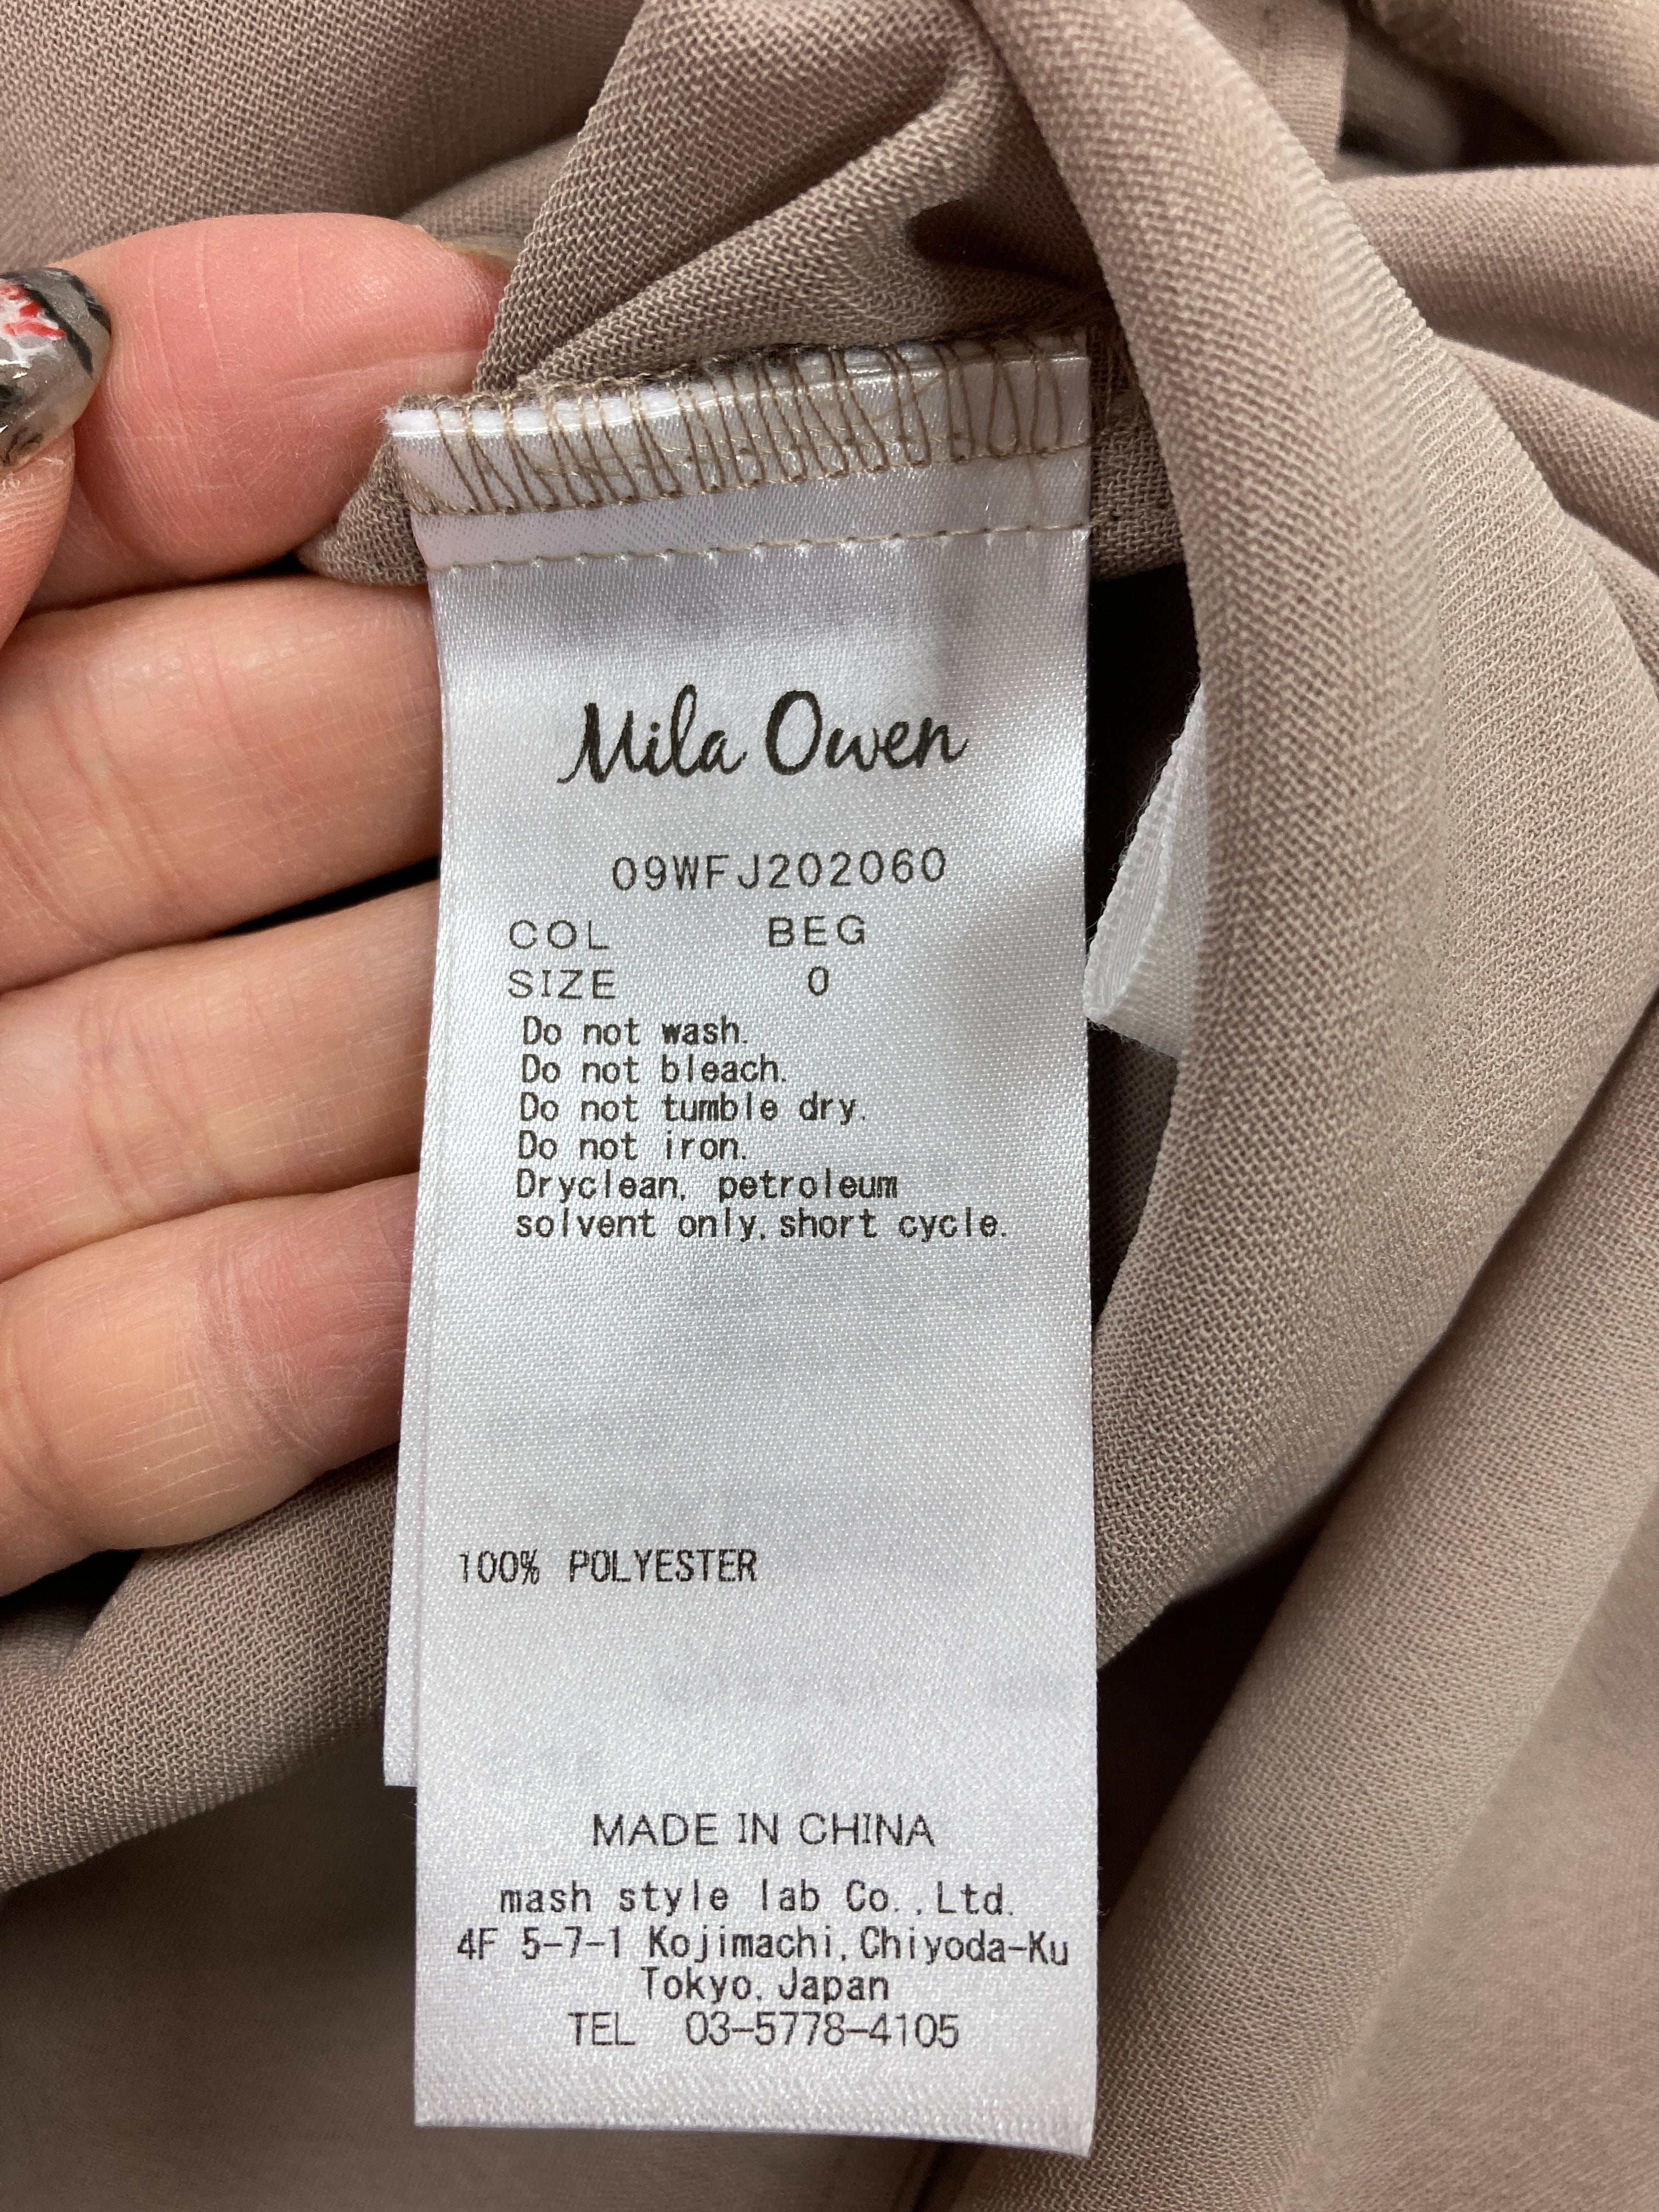 Mila Owen
09WFJ202060
COL BEG
SIZE 0
Do not wash.
Do not bleach.
Do not tumble dry.
Do not iron.
Dryclean, petroleum
solvent only,short cycle.
100% POLYESTER
MADE IN CHINA
mash style lab Co.,Ltd.
4F 5-7-1 Kojimachi,Chiyoda-Ku
Tokyo,Japan
TEL 03-5778-4105